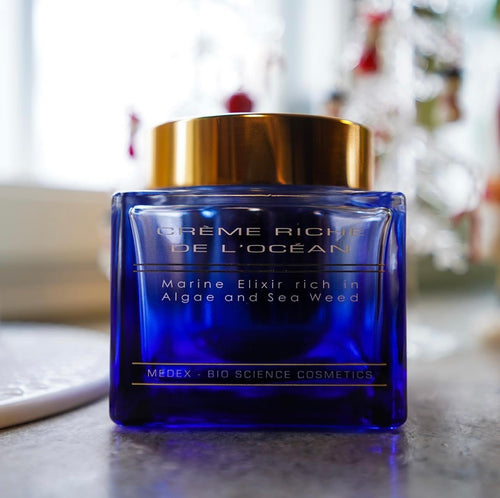 CRÈME RICHE
DE L'OCÉAN
Marine Elixir rich in
Algae and Sea Weed
MEDEX - BIO SCIENCE COSMETICS